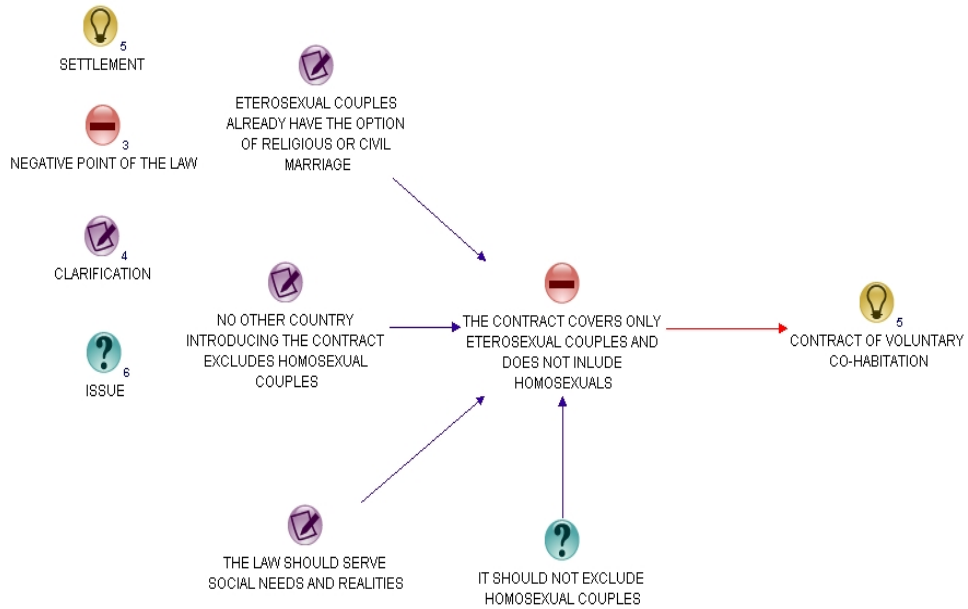 5
SETTLEMENT
3
NEGATIVE POINT OF THE LAW
4
CLARIFICATION
6
ISSUE
ETEROSEXUAL COUPLES
ALREADY HAVE THE OPTION
OF RELIGIOUS OR CIVIL
MARRIAGE
NO OTHER COUNTRY
INTRODUCING THE CONTRACT
EXCLUDES HOMOSEXUAL
COUPLES
THE LAW SHOULD SERVE
SOCIAL NEEDS AND REALITIES
THE CONTRACT COVERS ONLY
ETEROSEXUAL COUPLES AND
DOES NOT INLUDE
HOMOSEXUALS
IT SHOULD NOT EXCLUDE
HOMOSEXUAL COUPLES
5
CONTRACT OF VOLUNTARY
CO-HABITATION